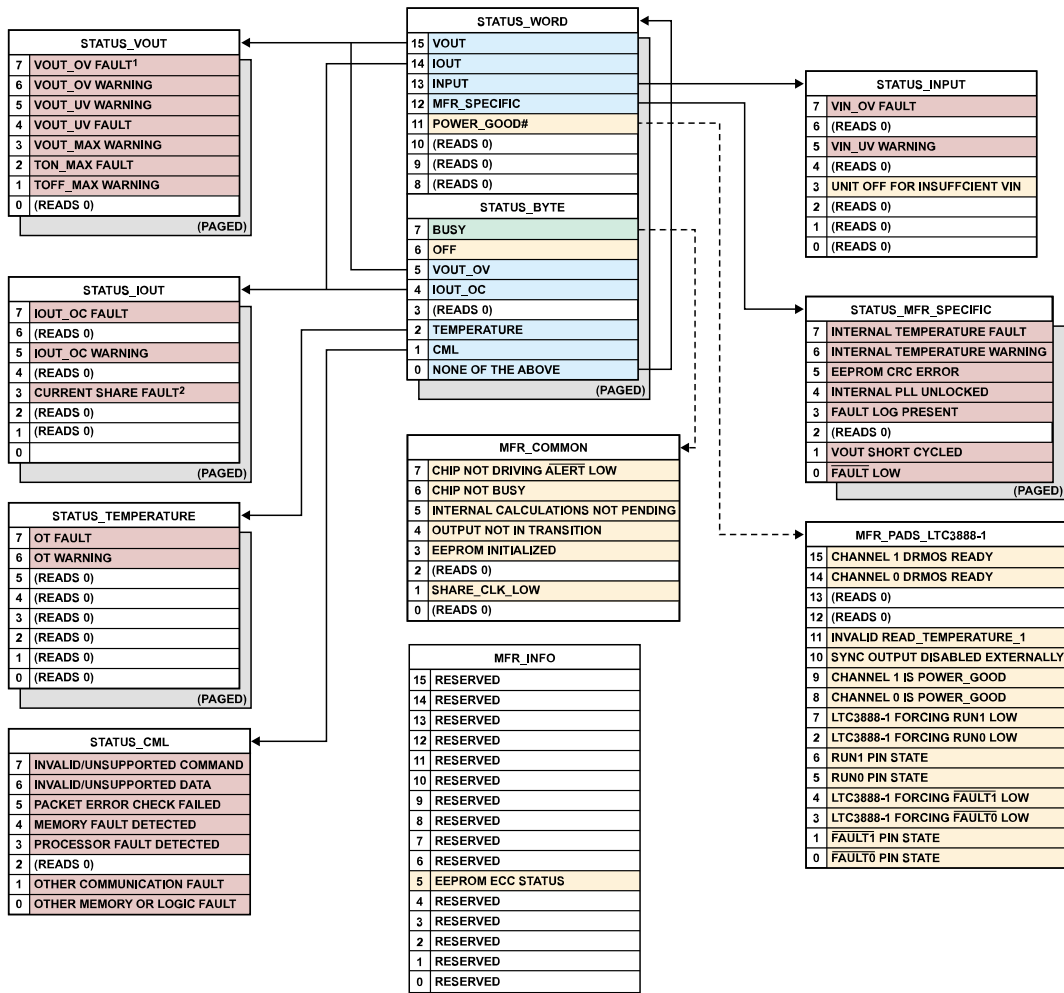 STATUS_WORD
15 VOUT
14 IOUT
13 INPUT
12 MFR_SPECIFIC
11 POWER_GOOD#
10 (READS 0)
9 (READS 0)
8 (READS 0)
STATUS_BYTE
7 BUSY
6 OFF
5 VOUT_OV
4 IOUT_OC
3 (READS 0)
2 TEMPERATURE
1 CML
0 NONE OF THE ABOVE
(PAGED)
STATUS_VOUT
7 VOUT_OV FAULT¹
6 VOUT_OV WARNING
5 VOUT_UV WARNING
4 VOUT_UV FAULT
3 VOUT_MAX WARNING
2 TON_MAX FAULT
1 TOFF_MAX WARNING
0 (READS 0)
(PAGED)
STATUS_IOUT
7 IOUT_OC FAULT
6 (READS 0)
5 IOUT_OC WARNING
4 (READS 0)
3 CURRENT SHARE FAULT²
2 (READS 0)
1 (READS 0)
0
(PAGED)
STATUS_TEMPERATURE
7 OT FAULT
6 OT WARNING
5 (READS 0)
4 (READS 0)
3 (READS 0)
2 (READS 0)
1 (READS 0)
0 (READS 0)
(PAGED)
STATUS_CML
7 INVALID/UNSUPPORTED COMMAND
6 INVALID/UNSUPPORTED DATA
5 PACKET ERROR CHECK FAILED
4 MEMORY FAULT DETECTED
3 PROCESSOR FAULT DETECTED
2 (READS 0)
1 OTHER COMMUNICATION FAULT
0 OTHER MEMORY OR LOGIC FAULT
MFR_COMMON
7 CHIP NOT DRIVING ALERT LOW
6 CHIP NOT BUSY
5 INTERNAL CALCULATIONS NOT PENDING
4 OUTPUT NOT IN TRANSITION
3 EEPROM INITIALIZED
2 (READS 0)
1 SHARE_CLK_LOW
0 (READS 0)
MFR_INFO
15 RESERVED
14 RESERVED
13 RESERVED
12 RESERVED
11 RESERVED
10 RESERVED
9 RESERVED
8 RESERVED
7 RESERVED
6 RESERVED
5 EEPROM ECC STATUS
4 RESERVED
3 RESERVED
2 RESERVED
1 RESERVED
0 RESERVED
STATUS_INPUT
7 VIN_OV FAULT
6 (READS 0)
5 VIN_UV WARNING
4 (READS 0)
3 UNIT OFF FOR INSUFFCIENT VIN
2 (READS 0)
1 (READS 0)
0 (READS 0)
STATUS_MFR_SPECIFIC
7 INTERNAL TEMPERATURE FAULT
6 INTERNAL TEMPERATURE WARNING
5 EEPROM CRC ERROR
4 INTERNAL PLL UNLOCKED
3 FAULT LOG PRESENT
2 (READS 0)
1 VOUT SHORT CYCLED
0 FAULT LOW
(PAGED)
MFR_PADS_LTC3888-1
15 CHANNEL 1 DRMOS READY
14 CHANNEL 0 DRMOS READY
13 (READS 0)
12 (READS 0)
11 INVALID READ_TEMPERATURE_1
10 SYNC OUTPUT DISABLED EXTERNALLY
9 CHANNEL 1 IS POWER_GOOD
8 CHANNEL 0 IS POWER_GOOD
7 LTC3888-1 FORCING RUN1 LOW
2 LTC3888-1 FORCING RUN0 LOW
6 RUN1 PIN STATE
5 RUN0 PIN STATE
4 LTC3888-1 FORCING FAULT1 LOW
3 LTC3888-1 FORCING FAULT0 LOW
1 FAULT1 PIN STATE
0 FAULT0 PIN STATE